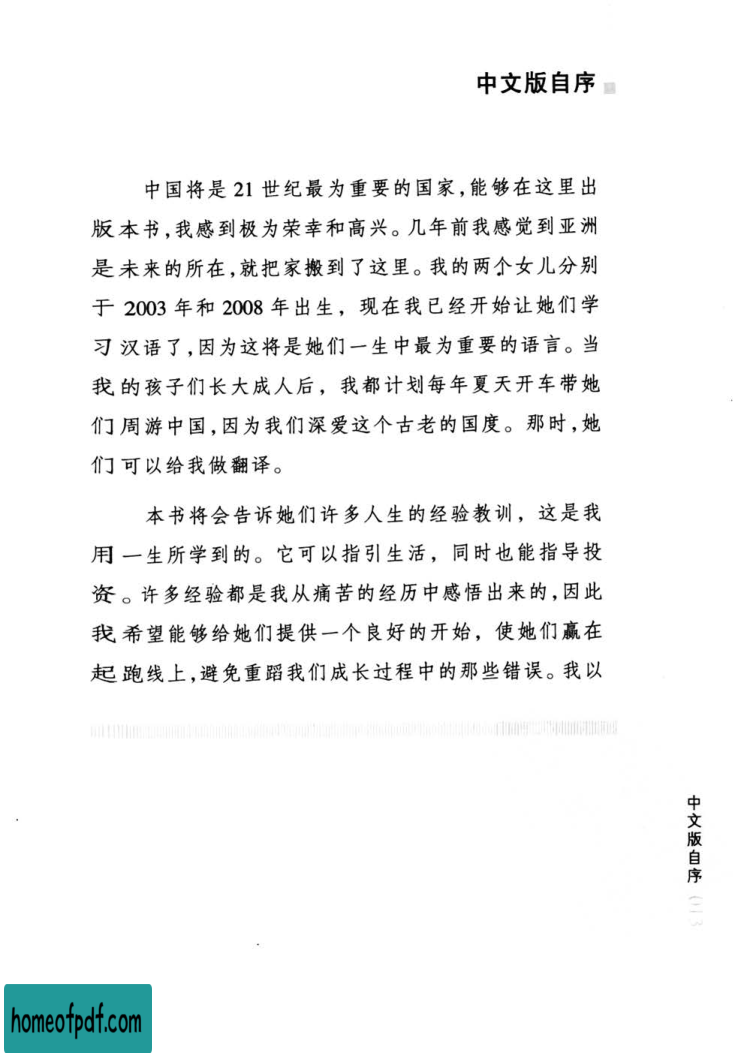 中文版自序
中国将是 21 世纪最为重要的国家,能够在这里出
版本书,我感到极为荣幸和高兴。几年前我感觉到亚洲
是未来的所在,就把家搬到了这里。我的两个女儿分别
于 2003 年和 2008 年出生，现在我已经开始让她们学
习汉语了,因为这将是她们一生中最为重要的语言。当
我的孩子们长大成人后，我都计划每年夏天开车带她
们周游中国,因为我们深爱这个古老的国度。那时,她
们可以给我做翻译。
本书将会告诉她们许多人生的经验教训，这是我
用一生所学到的。它可以指引生活，同时也能指导投
资。许多经验都是我从痛苦的经历中感悟出来的,因此
我希望能够给她们提供一个良好的开始，使她们赢在
起跑线上,避免重蹈我们成长过程中的那些错误。我以
中文版自序
homeofpdf.com